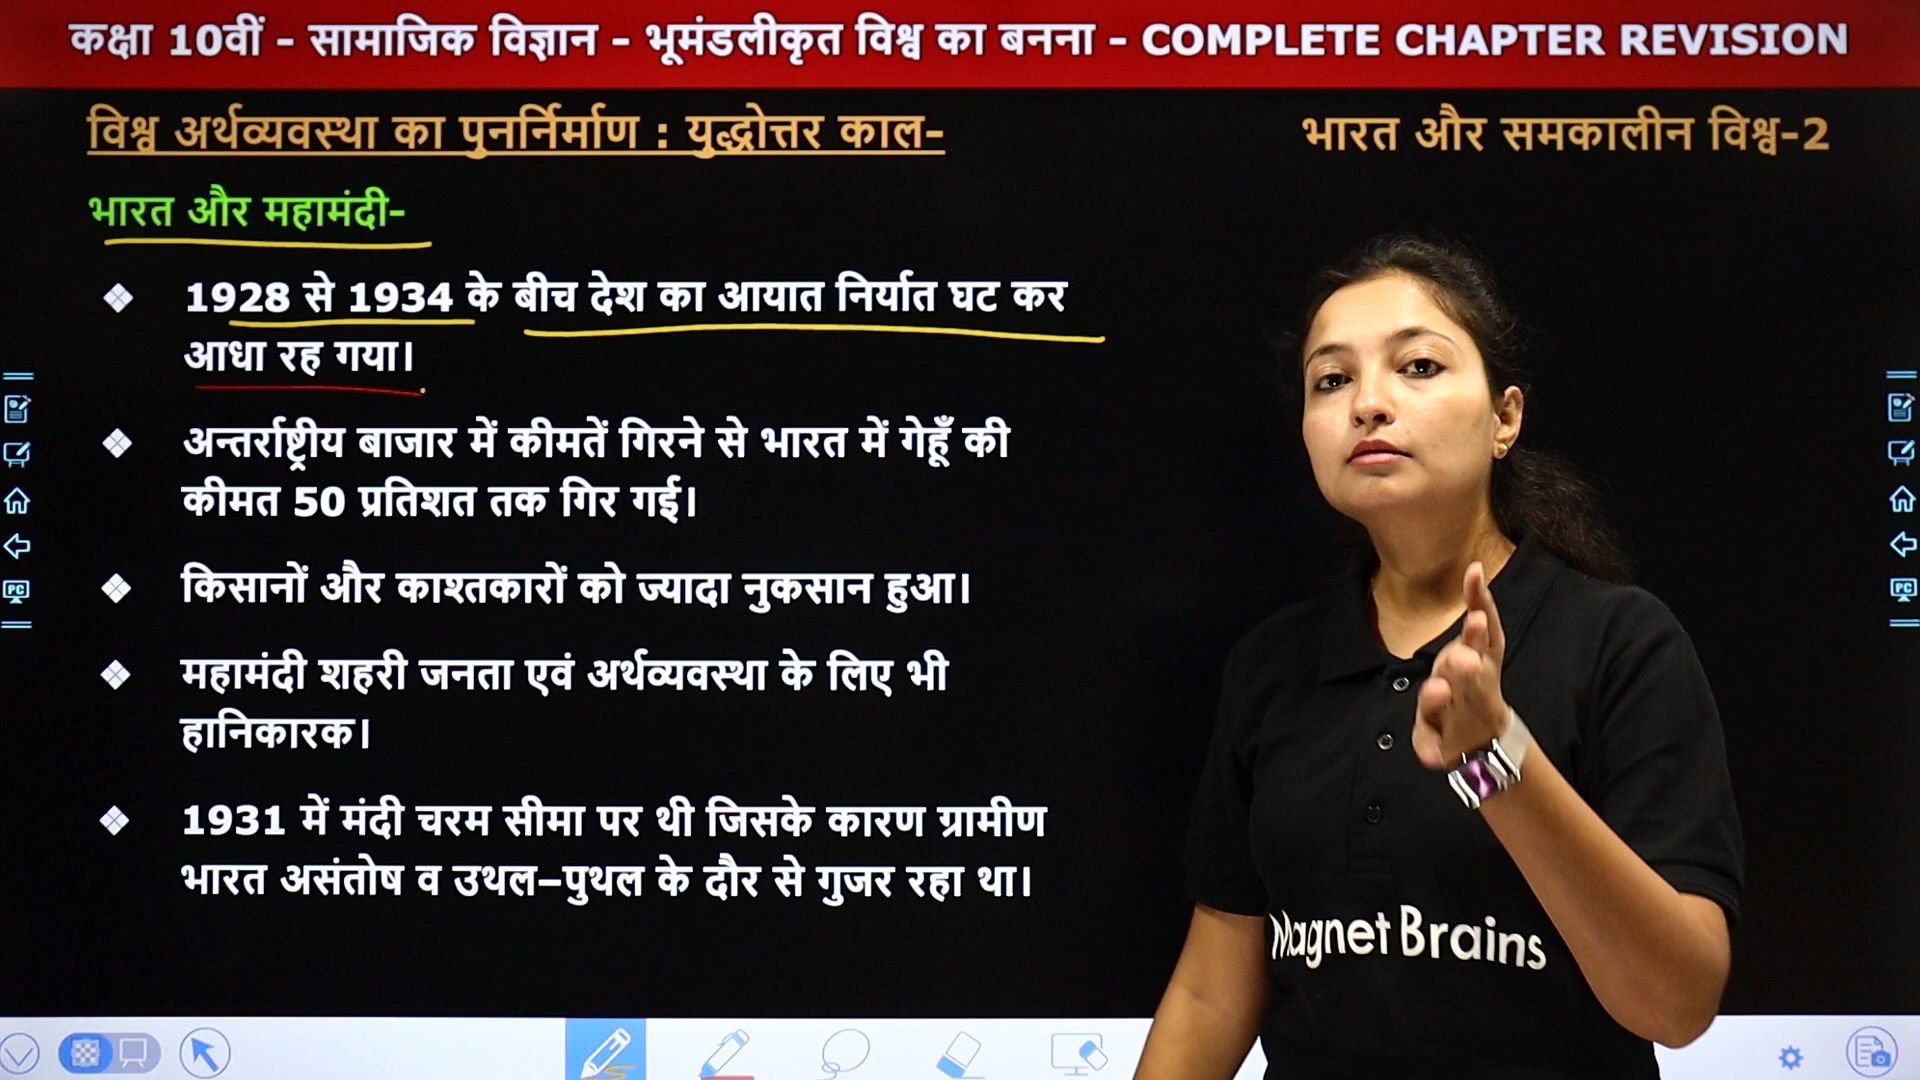 कक्षा 10वीं - सामाजिक विज्ञान - भूमंडलीकृत विश्व का बनना - COMPLETE CHAPTER REVISION
विश्व अर्थव्यवस्था का पुनर्निर्माण : युद्धोत्तर काल-
भारत और समकालीन विश्व-2
भारत और महामंदी-
❖ 1928 से 1934 के बीच देश का आयात निर्यात घट कर
आधा रह गया।
❖ अन्तर्राष्ट्रीय बाजार में कीमतें गिरने से भारत में गेहूँ की
कीमत 50 प्रतिशत तक गिर गई।
❖ किसानों और काश्तकारों को ज्यादा नुकसान हुआ।
❖ महामंदी शहरी जनता एवं अर्थव्यवस्था के लिए भी
हानिकारक।
❖ 1931 में मंदी चरम सीमा पर थी जिसके कारण ग्रामीण
भारत असंतोष व उथल–पुथल के दौर से गुजर रहा था।
Magnet Brains
PC
PC